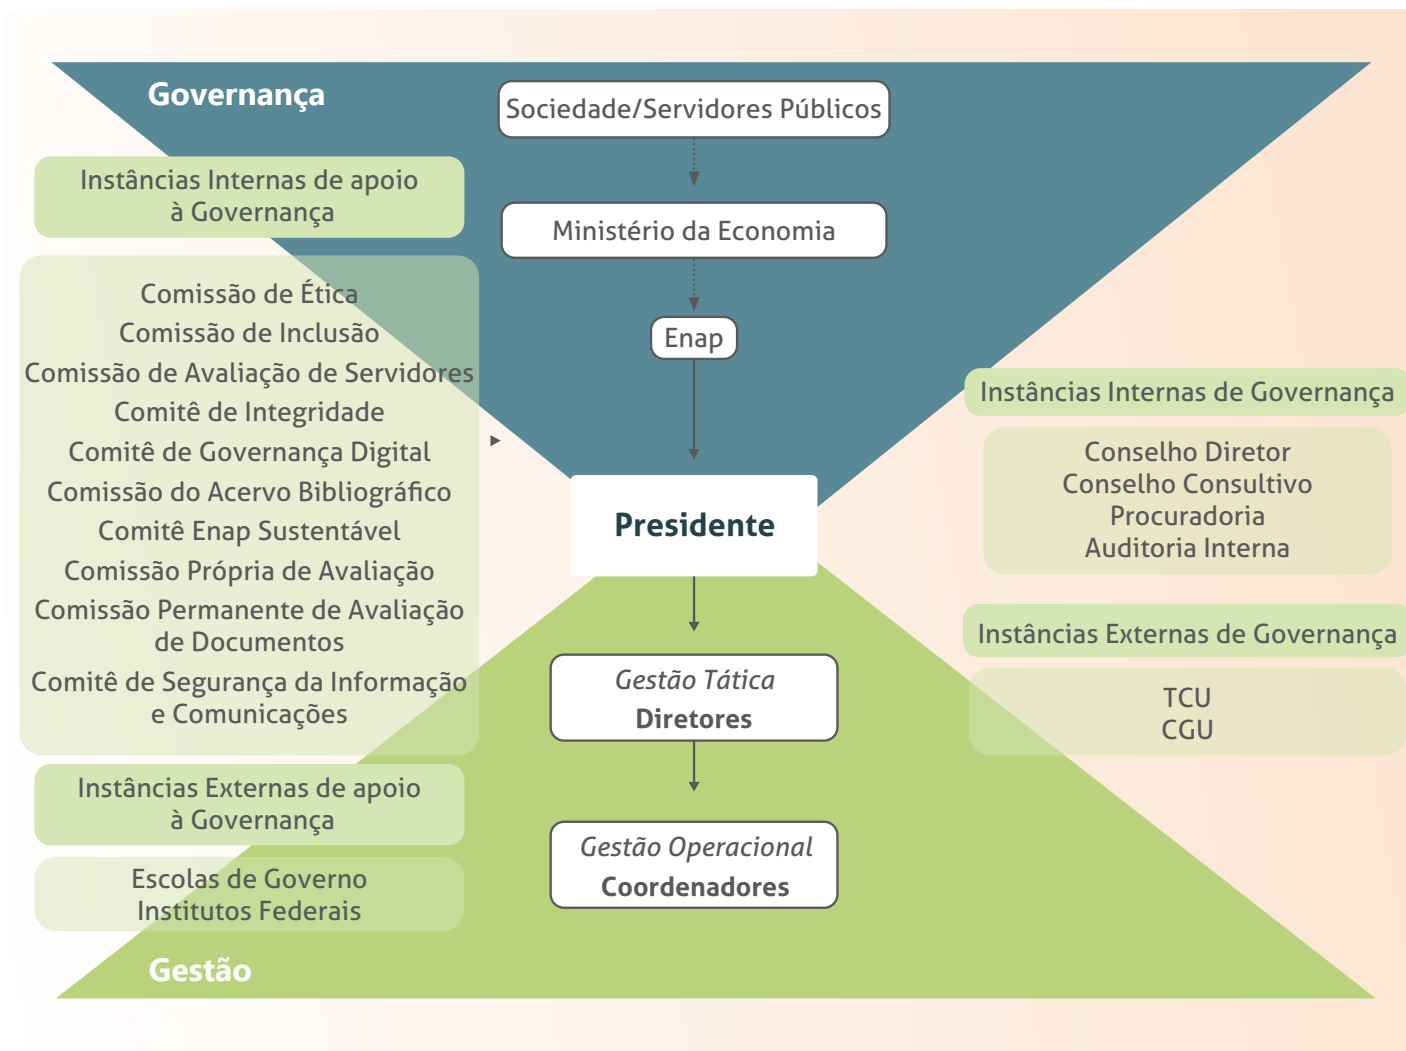 Governança
Sociedade/Servidores Públicos
Ministério da Economia
Enap
Presidente
Gestão Tática
Diretores
Gestão Operacional
Coordenadores
Gestão
Instâncias Internas de apoio
à Governança
Comissão de Ética
Comissão de Inclusão
Comissão de Avaliação de Servidores
Comitê de Integridade
Comitê de Governança Digital
Comissão do Acervo Bibliográfico
Comitê Enap Sustentável
Comissão Própria de Avaliação
Comissão Permanente de Avaliação
de Documentos
Comitê de Segurança da Informação
e Comunicações
Instâncias Externas de apoio
à Governança
Escolas de Governo
Institutos Federais
Instâncias Internas de Governança
Conselho Diretor
Conselho Consultivo
Procuradoria
Auditoria Interna
Instâncias Externas de Governança
TCU
CGU